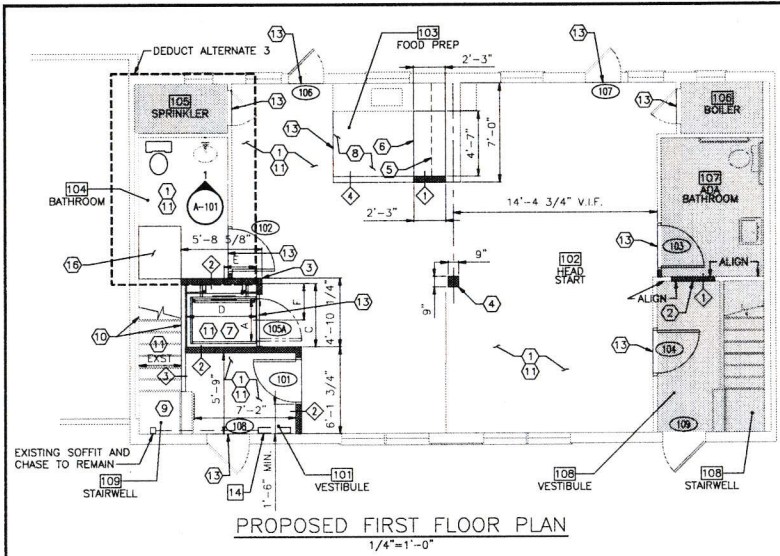 DEDUCT ALTERNATE 3
13
103
FOOD PREP
2'-3"
13
105
SPRINKLER
13
106
13
6
8
5
4'-7"
7'-0"
107
13
106
BOILER
104
BATHROOM
1
11
1
A-101
1
11
4
1
2'-3"
14'-4 3/4" V.I.F.
107
ADA
BATHROOM
16
5'-8 5/8"
102
13
2
3
9"
9"
4
102
HEAD
START
13
103
ALIGN
ALIGN
2
1
10
D
A
11
7
F
C
13
105A
4'-10 1/4"
11
EXST
3
2
1
11
101
5'-9"
7'-2"
2
6'-1 3/4"
1
11
13
104
9
108
109
EXISTING SOFFIT AND
CHASE TO REMAIN
109
STAIRWELL
13
14
1'-6" MIN.
101
VESTIBULE
108
VESTIBULE
108
STAIRWELL
PROPOSED FIRST FLOOR PLAN
1/4"=1'-0"